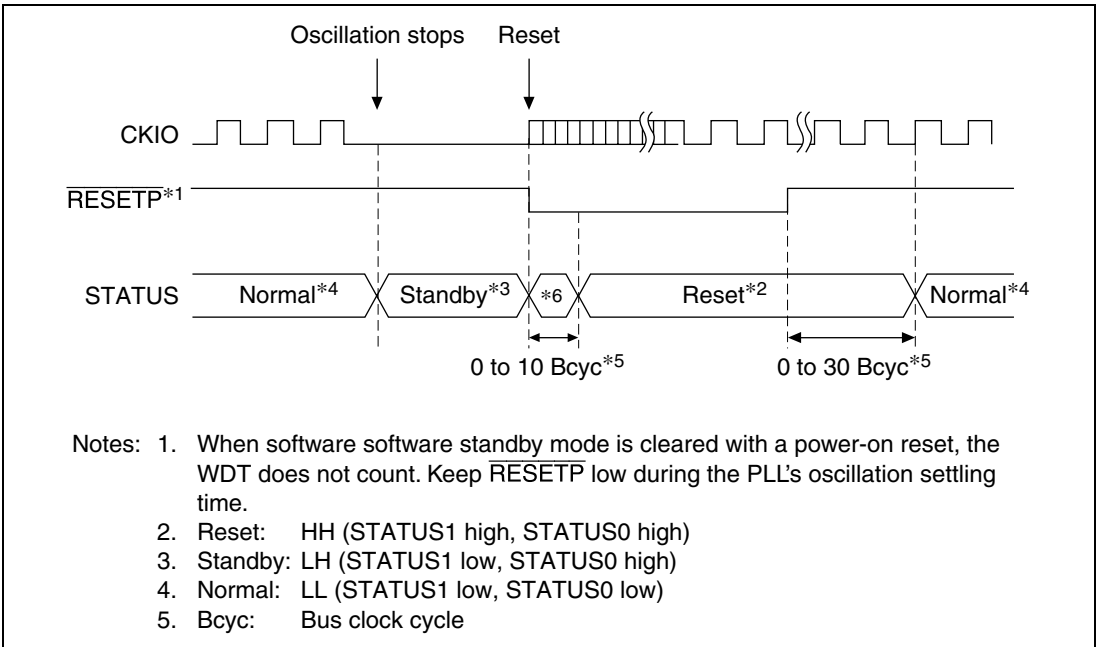 Oscillation stops Reset
CKIO
RESETP*1
STATUS Normal*4 Standby*3 *6 Reset*2 Normal*4
0 to 10 Bcyc*5 0 to 30 Bcyc*5
Notes: 1. When software software standby mode is cleared with a power-on reset, the
WDT does not count. Keep RESETP low during the PLL's oscillation settling
time.
2. Reset: HH (STATUS1 high, STATUS0 high)
3. Standby: LH (STATUS1 low, STATUS0 high)
4. Normal: LL (STATUS1 low, STATUS0 low)
5. Bcyc: Bus clock cycle